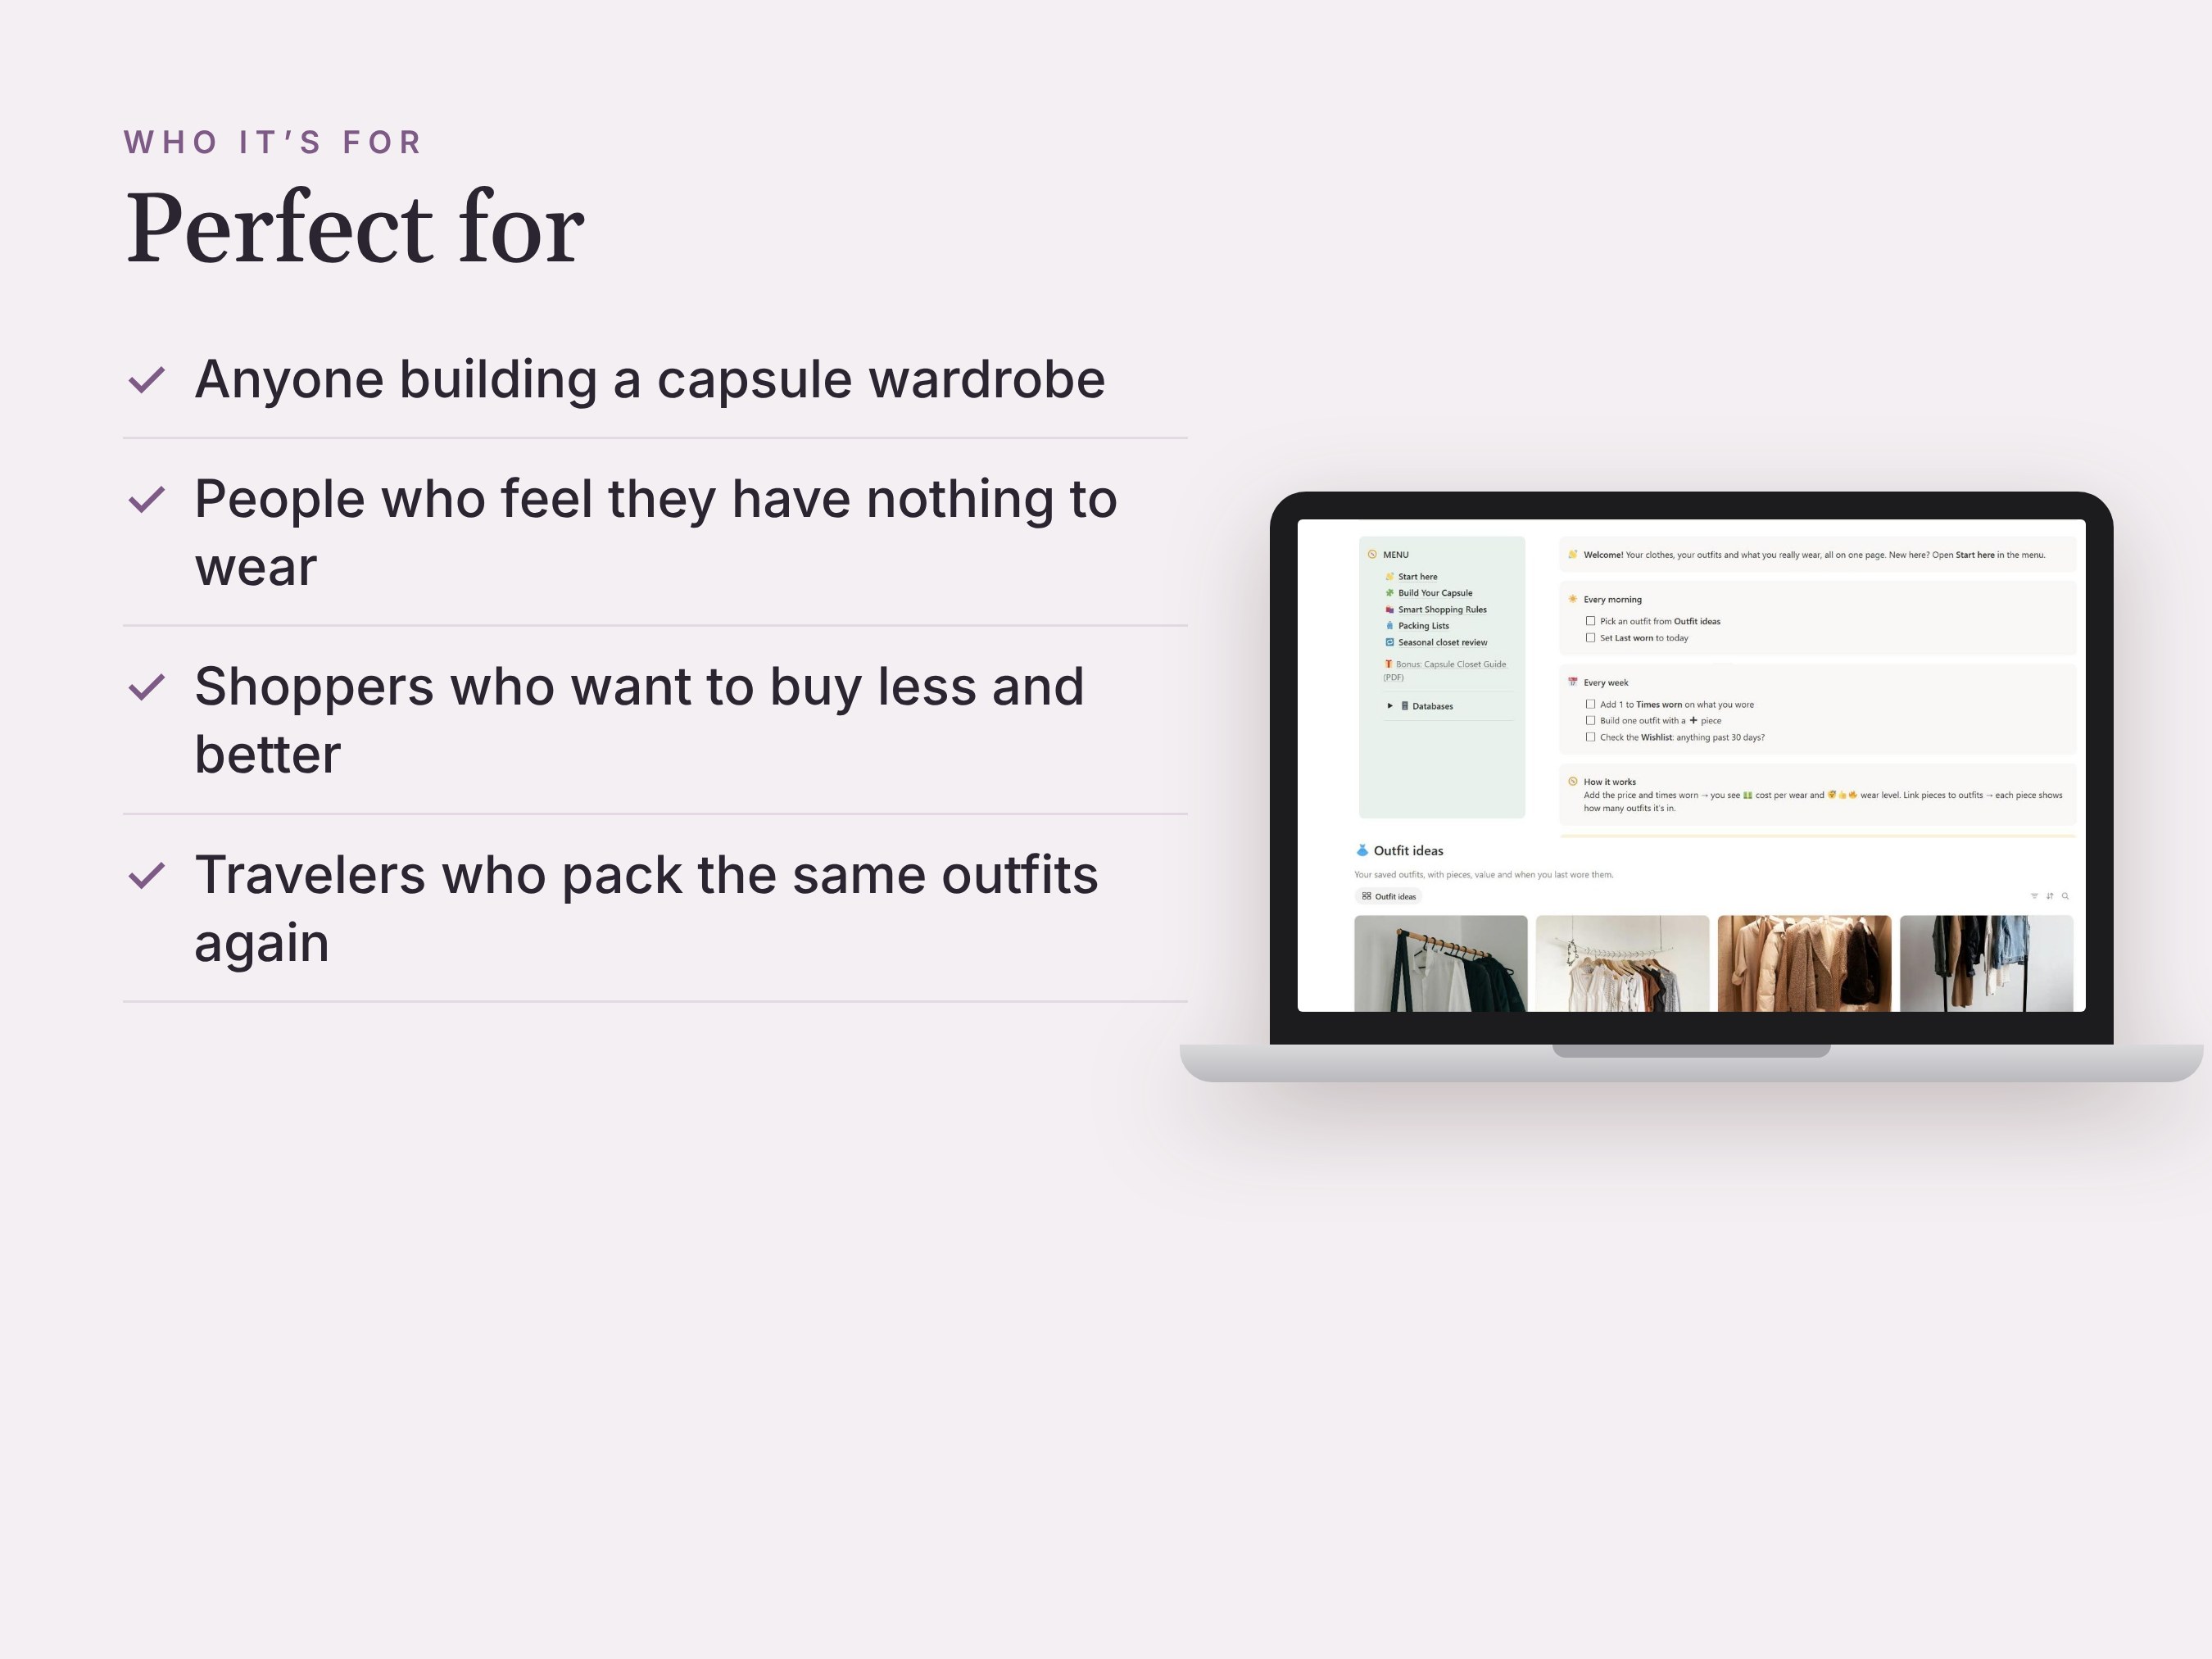 WHO IT’S FOR
Perfect for
Anyone building a capsule wardrobe
People who feel they have nothing to
wear
Shoppers who want to buy less and
better
Travelers who pack the same outfits
again
MENU
Start here
Build Your Capsule
Smart Shopping Rules
Packing Lists
Seasonal closet review
Bonus: Capsule Closet Guide
(PDF)
Databases
Welcome! Your clothes, your outfits and what you really wear, all on one page. New here? Open Start here in the menu.
Every morning
Pick an outfit from Outfit ideas
Set Last worn to today
Every week
Add 1 to Times worn on what you wore
Build one outfit with a ➕ piece
Check the Wishlist: anything past 30 days?
How it works
Add the price and times worn → you see 💵 cost per wear and 😴👍🔥 wear level. Link pieces to outfits → each piece shows
how many outfits it's in.
Outfit ideas
Your saved outfits, with pieces, value and when you last wore them.
Outfit ideas